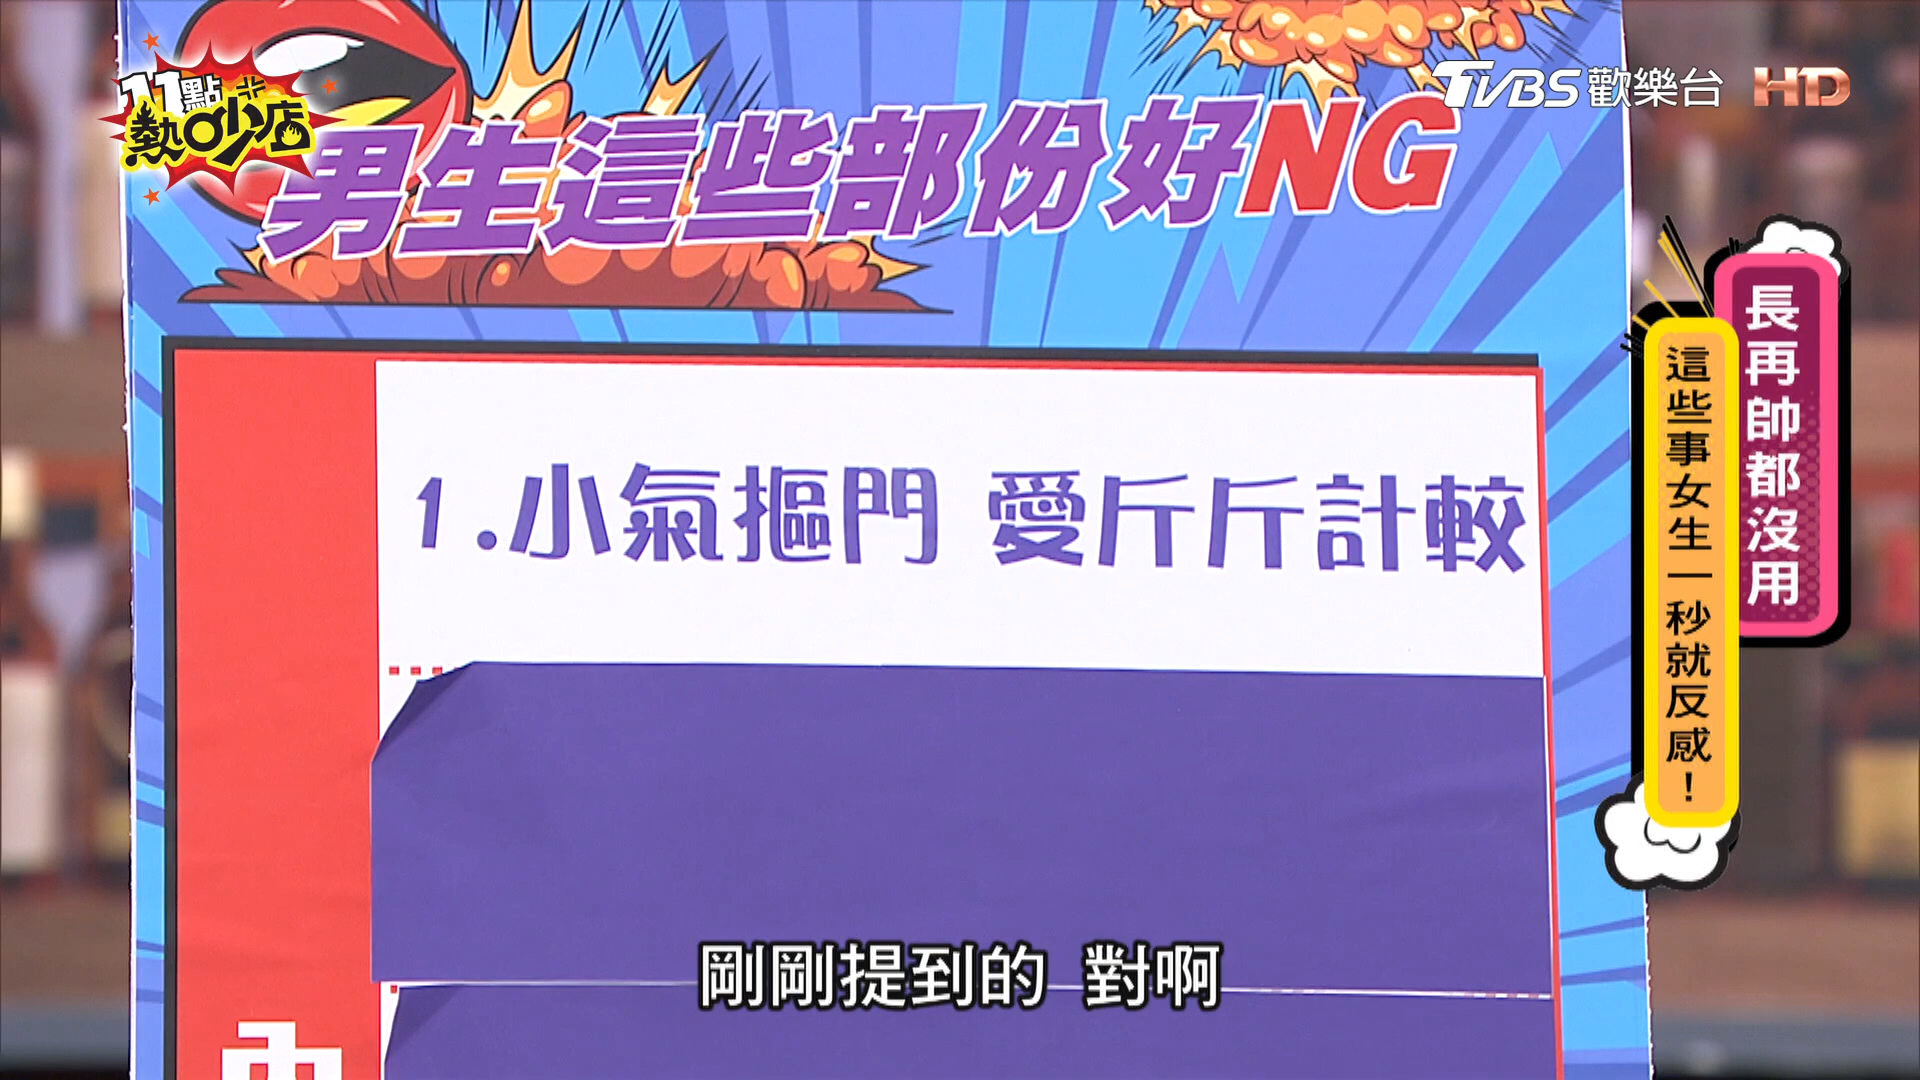 11點
熱吵店
TVBS歡樂台 HD
男生這些部份好NG
長再帥都沒用
這些事女生一秒就反感！
1.小氣摳門 愛斤斤計較
剛剛提到的 對啊